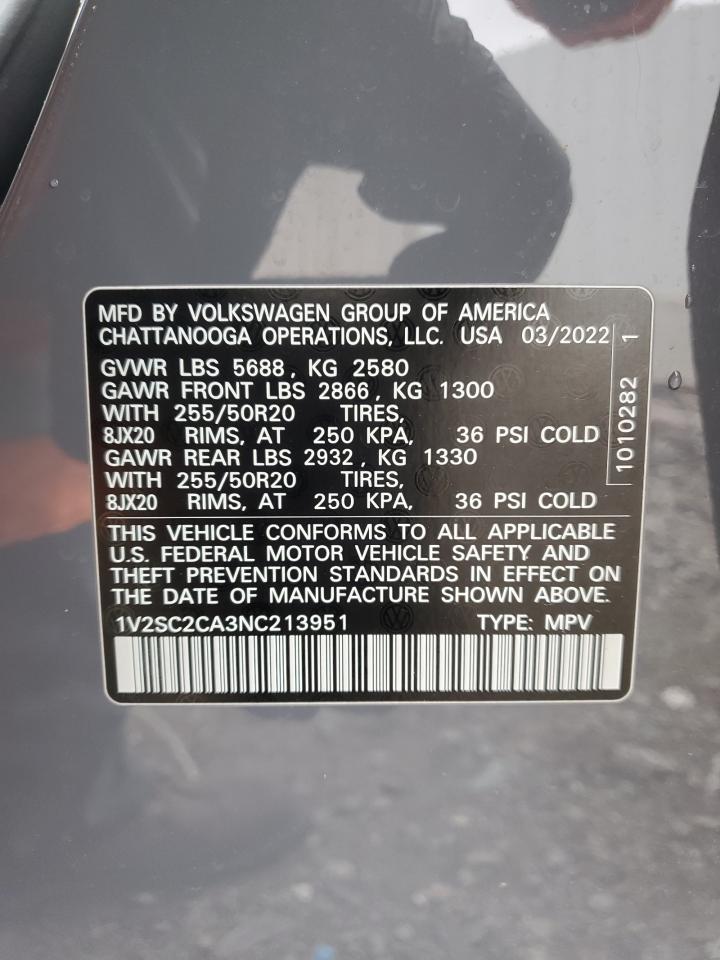 MFD BY VOLKSWAGEN GROUP OF AMERICA
CHATTANOOGA OPERATIONS, LLC. USA 03/2022
GVWR LBS 5688, KG 2580
GAWR FRONT LBS 2866, KG 1300
WITH 255/50R20 TIRES,
8JX20 RIMS, AT 250 KPA, 36 PSI COLD
GAWR REAR LBS 2932, KG 1330
WITH 255/50R20 TIRES,
8JX20 RIMS, AT 250 KPA, 36 PSI COLD
1010282 1
THIS VEHICLE CONFORMS TO ALL APPLICABLE
U.S. FEDERAL MOTOR VEHICLE SAFETY AND
THEFT PREVENTION STANDARDS IN EFFECT ON
THE DATE OF MANUFACTURE SHOWN ABOVE.
1V2SC2CA3NC213951 TYPE: MPV